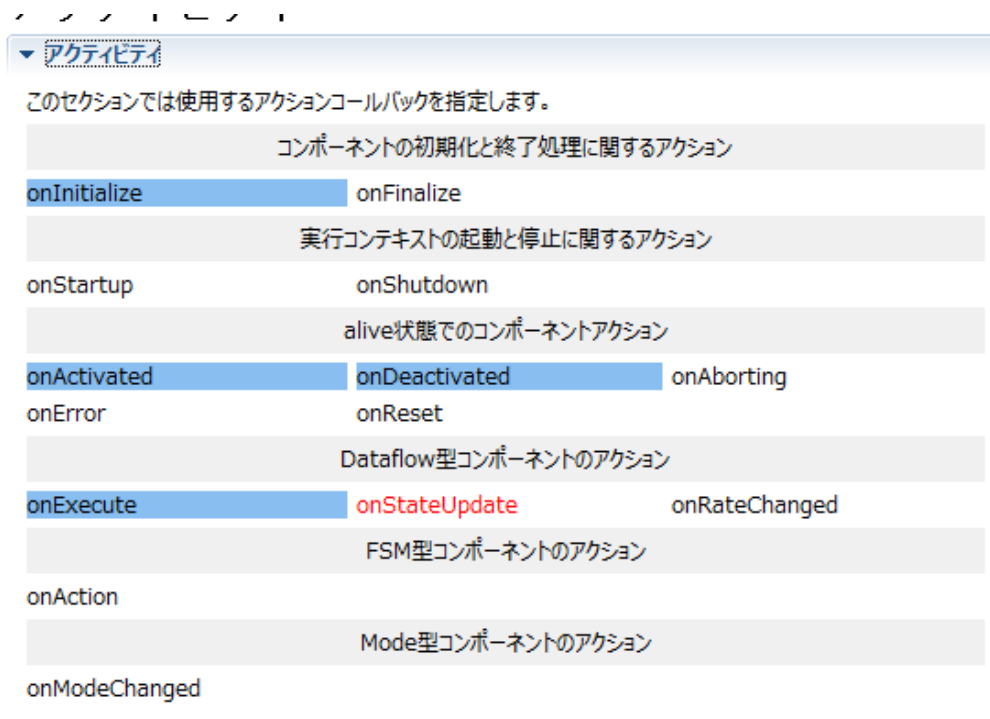 アクティビティ
このセクションでは使用するアクションコールバックを指定します。
コンポーネントの初期化と終了処理に関するアクション
onInitialize onFinalize
実行コンテキストの起動と停止に関するアクション
onStartup onShutdown
alive状態でのコンポーネントアクション
onActivated onDeactivated onAborting
onError onReset
Dataflow型コンポーネントのアクション
onExecute onStateUpdate onRateChanged
FSM型コンポーネントのアクション
onAction
Mode型コンポーネントのアクション
onModeChanged